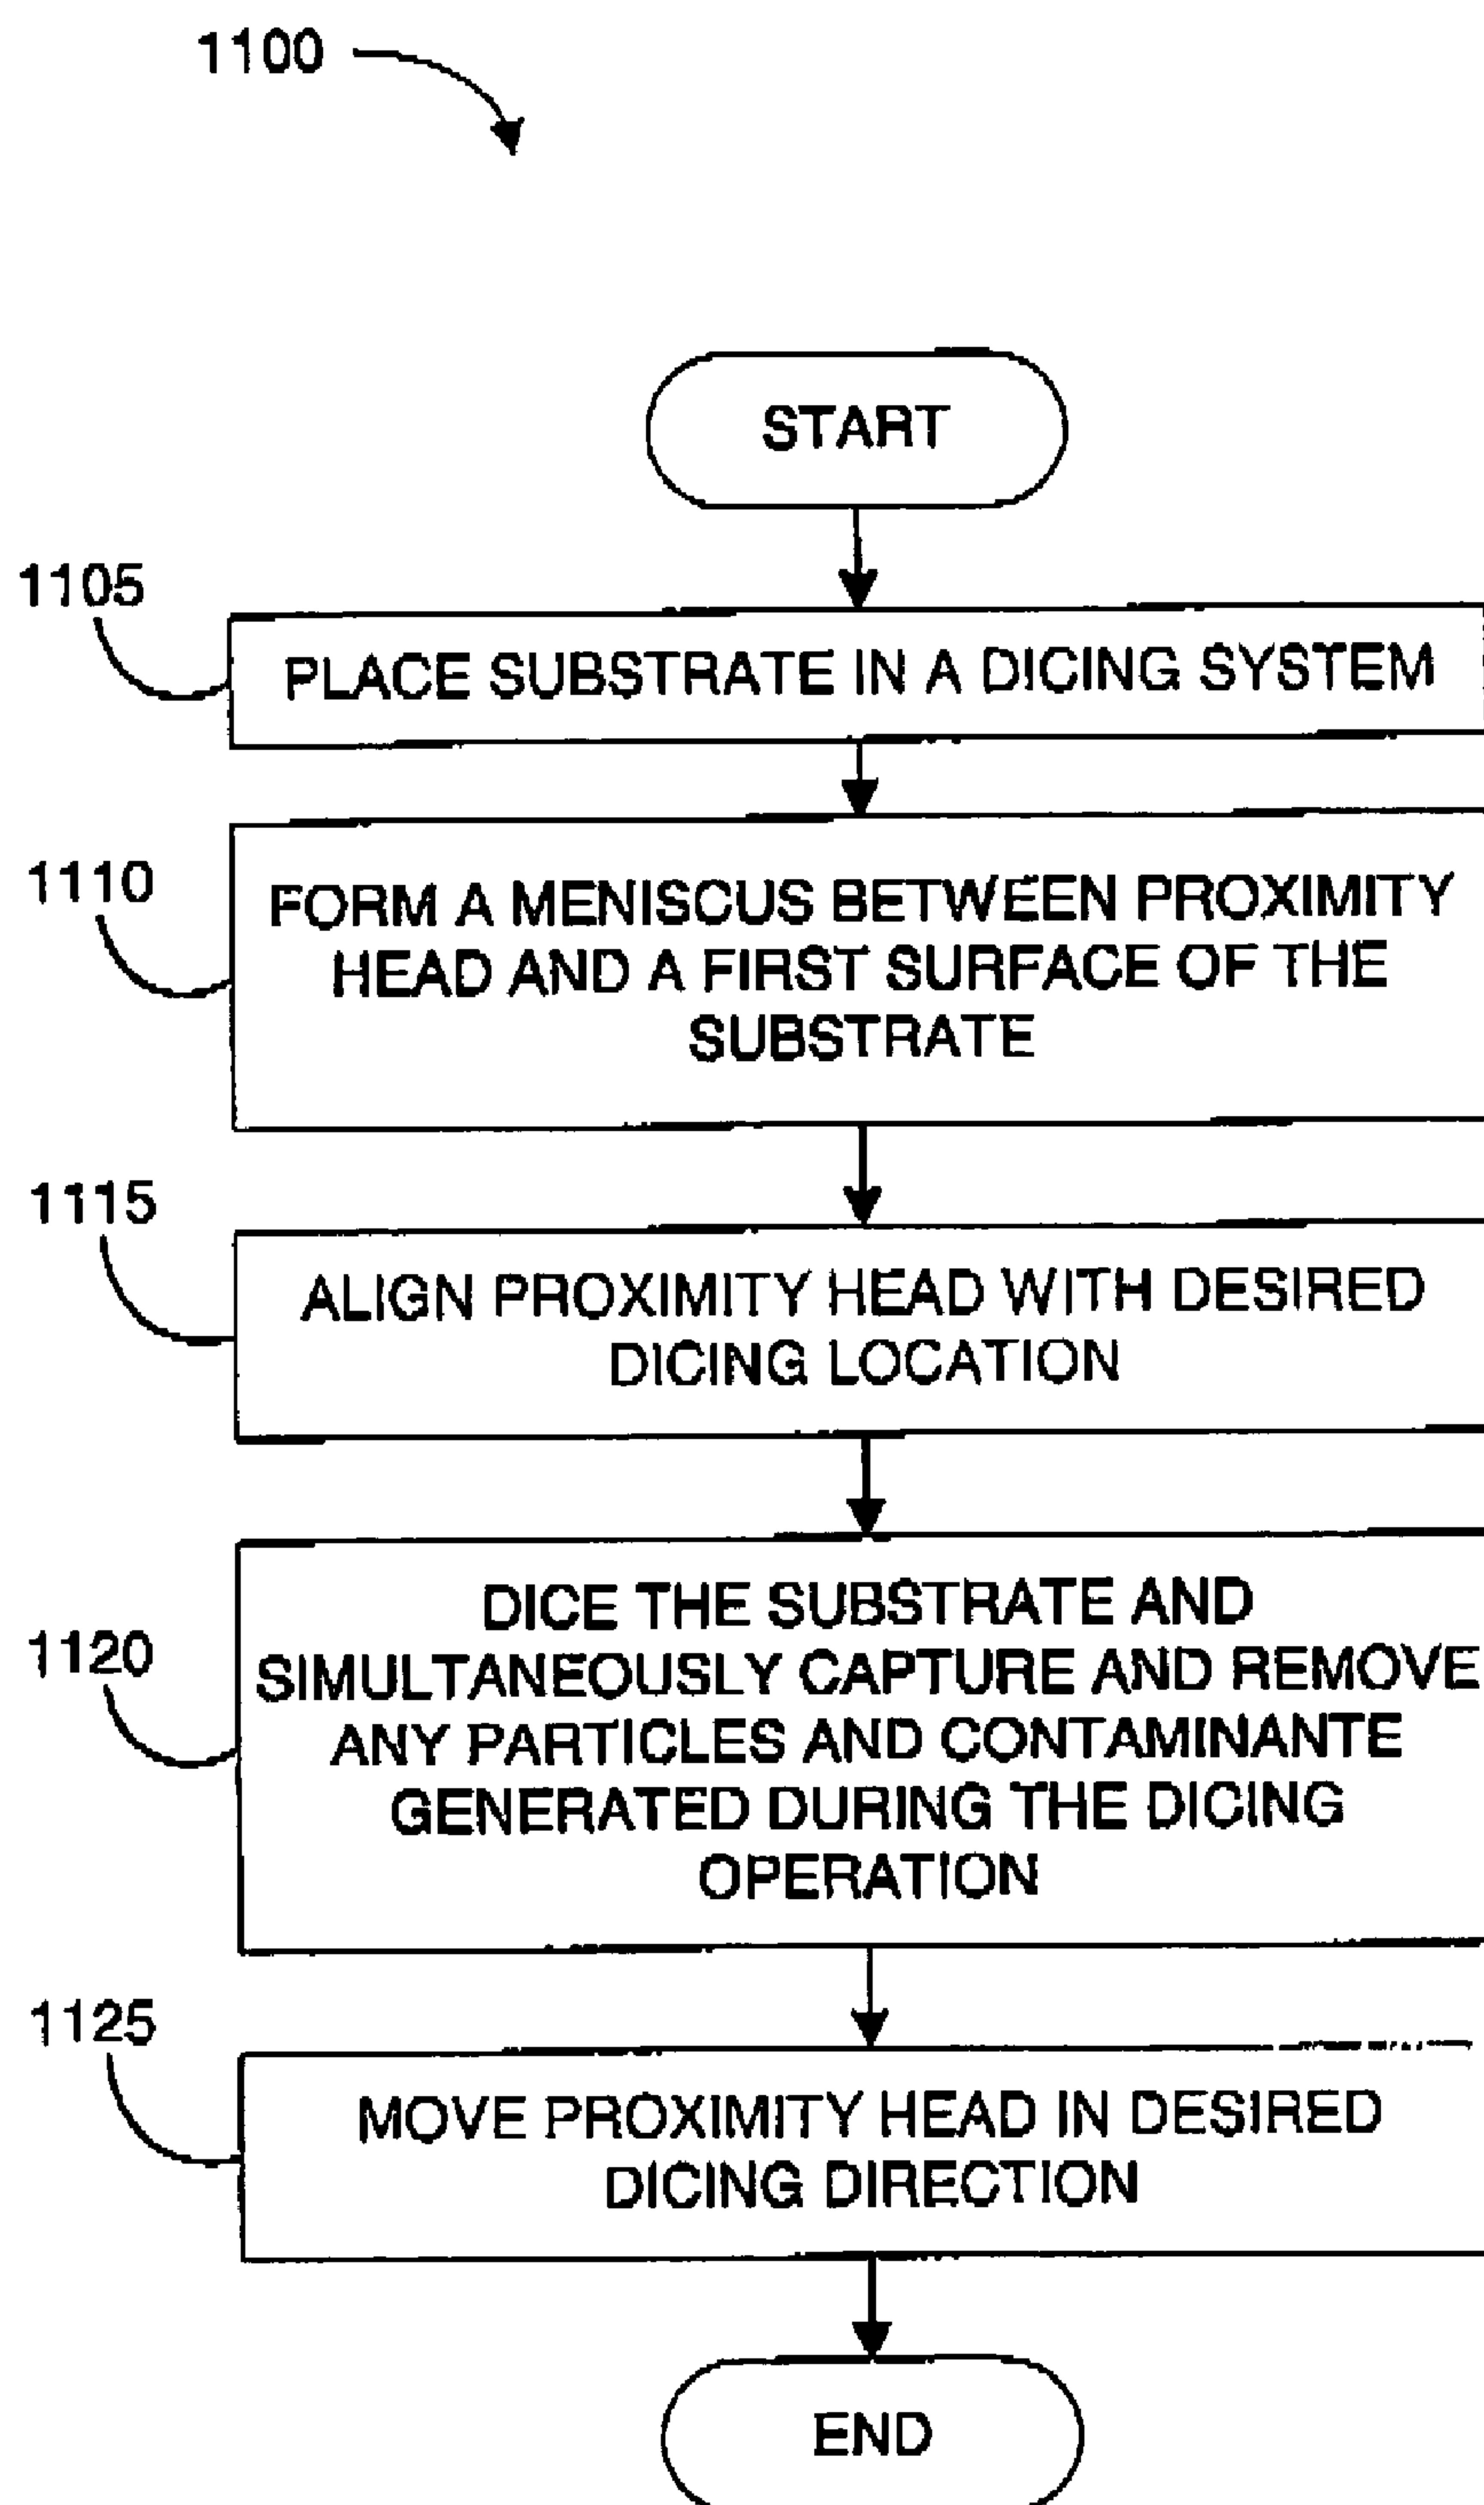 1100
START
1105
PLACE SUBSTRATE IN A DICING SYSTEM
1110
FORM A MENISCUS BETWEEN PROXIMITY
HEAD AND A FIRST SURFACE OF THE
SUBSTRATE
1115
ALIGN PROXIMITY HEAD WITH DESIRED
DICING LOCATION
1120
DICE THE SUBSTRATE AND
SIMULTANEOUSLY CAPTURE AND REMOVE
ANY PARTICLES AND CONTAMINANTE
GENERATED DURING THE DICING
OPERATION
1125
MOVE PROXIMITY HEAD IN DESIRED
DICING DIRECTION
END